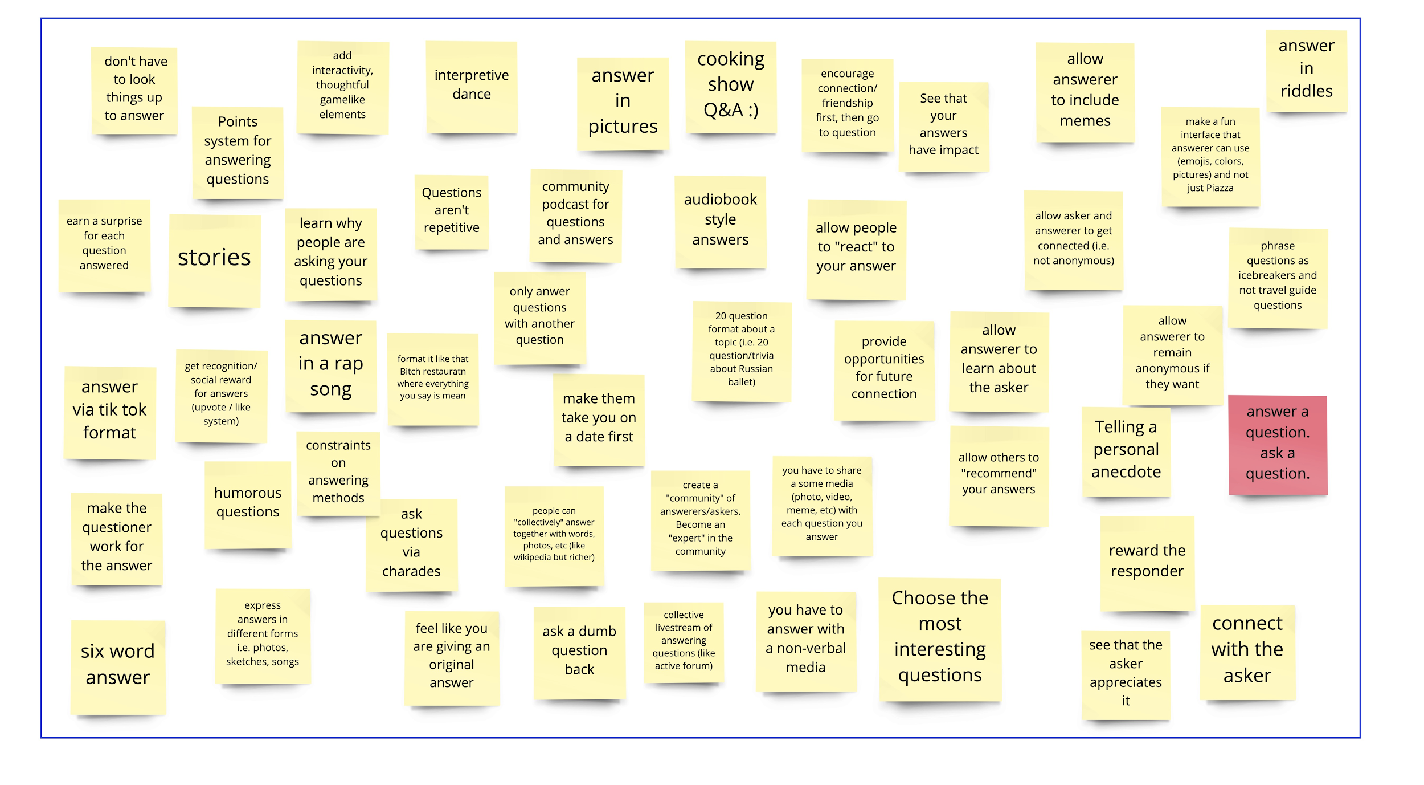 don't have
to look
things up
to answer
Points
system for
answering
questions
add
interactivity,
thoughtful
gamelike
elements
interpretive
dance
answer
in
pictures
cooking
show
Q&A :)
encourage
connection/
friendship
first, then go
to question
See that
your
answers
have impact
allow
answerer
to include
memes
make a fun
interface that
answerer can use
(emojis, colors,
pictures) and not
just Piazza
answer
in
riddles
earn a surprise
for each
question
answered
stories
learn why
people are
asking your
questions
Questions
aren't
repetitive
community
podcast for
questions
and answers
audiobook
style
answers
allow people
to "react" to
your answer
allow asker and
answerer to get
connected (i.e.
not anonymous)
phrase
questions as
icebreakers and
not travel guide
questions
only anwer
questions
with another
question
answer
via tik tok
format
get recognition/
social reward
for answers
(upvote / like
system)
answer
in a rap
song
format it like that
Bitch restauratn
where everything
you say is mean
make them
take you on
a date first
20 question
format about a
topic (i.e. 20
question/trivia
about Russian
ballet)
provide
opportunities
for future
connection
allow
answerer to
learn about
the asker
allow
answerer to
remain
anonymous if
they want
Telling a
personal
anecdote
answer a
question.
ask a
question.
make the
questioner
work for
the answer
humorous
questions
constraints
on
answering
methods
ask
questions
via
charades
people can
"collectively" answer
together with words,
photos, etc (like
wikipedia but richer)
create a
"community" of
answerers/askers.
Become an
"expert" in the
community
you have to share
a some media
(photo, video,
meme, etc) with
each question you
answer
allow others to
"recommend"
your answers
reward the
responder
six word
answer
express
answers in
different forms
i.e. photos,
sketches, songs
feel like you
are giving an
original
answer
ask a dumb
question
back
collective
livestream of
answering
questions (like
active forum)
you have to
answer with
a non-verbal
media
Choose the
most
interesting
questions
see that the
asker
appreciates
it
connect
with the
asker